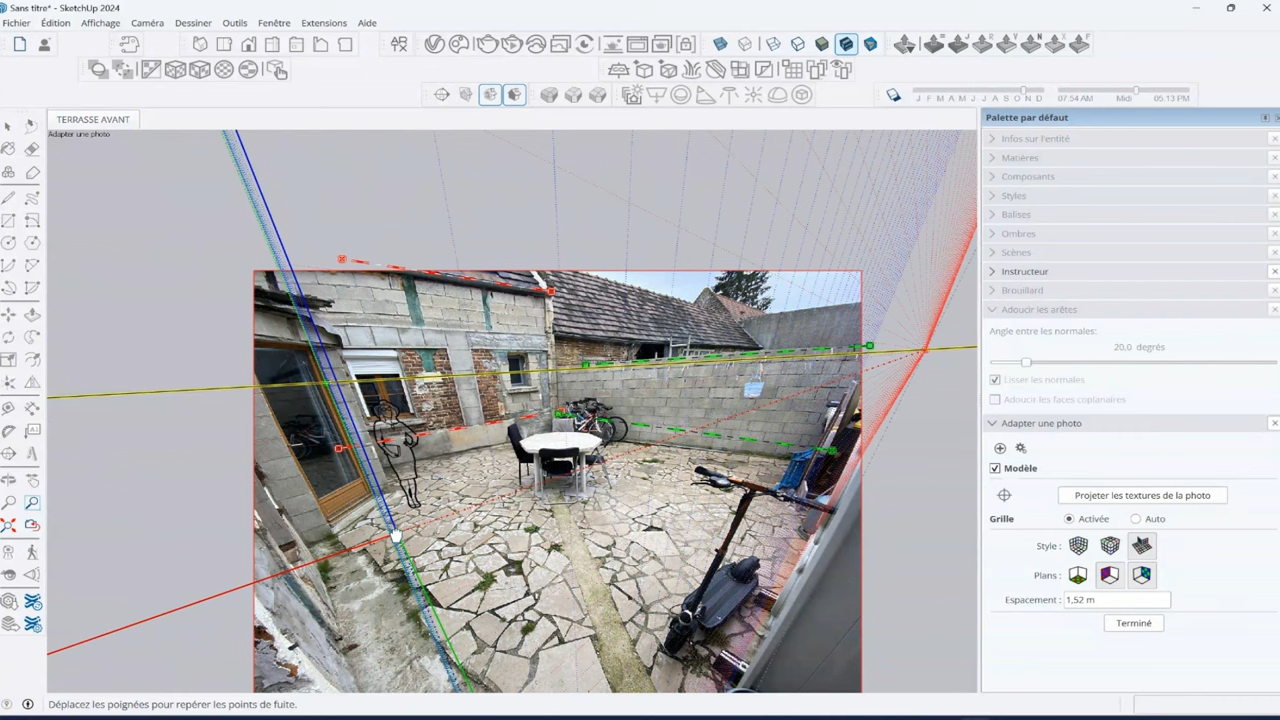 Sans titre* - SketchUp 2024
Fichier Édition Affichage Caméra Dessiner Outils Fenêtre Extensions Aide
J F M A M J J A S O N D 07:54 AM Midi 05:13 PM
TERRASSE AVANT
Adapter une photo
Palette par défaut
Infos sur l'entité
Matières
Composants
Styles
Balises
Ombres
Scènes
Instructeur
Brouillard
Adoucir les arêtes
Angle entre les normales:
20,0 degrés
Lisser les normales
Adoucir les faces coplanaires
Adapter une photo
Modèle
Projeter les textures de la photo
Grille Activée Auto
Style :
Plans :
Espacement : 1,52 m
Terminé
Déplacez les poignées pour repérer les points de fuite.